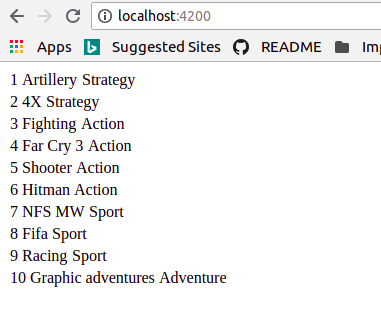 localhost:4200
Apps Suggested Sites README
1 Artillery Strategy
2 4X Strategy
3 Fighting Action
4 Far Cry 3 Action
5 Shooter Action
6 Hitman Action
7 NFS MW Sport
8 Fifa Sport
9 Racing Sport
10 Graphic adventures Adventure